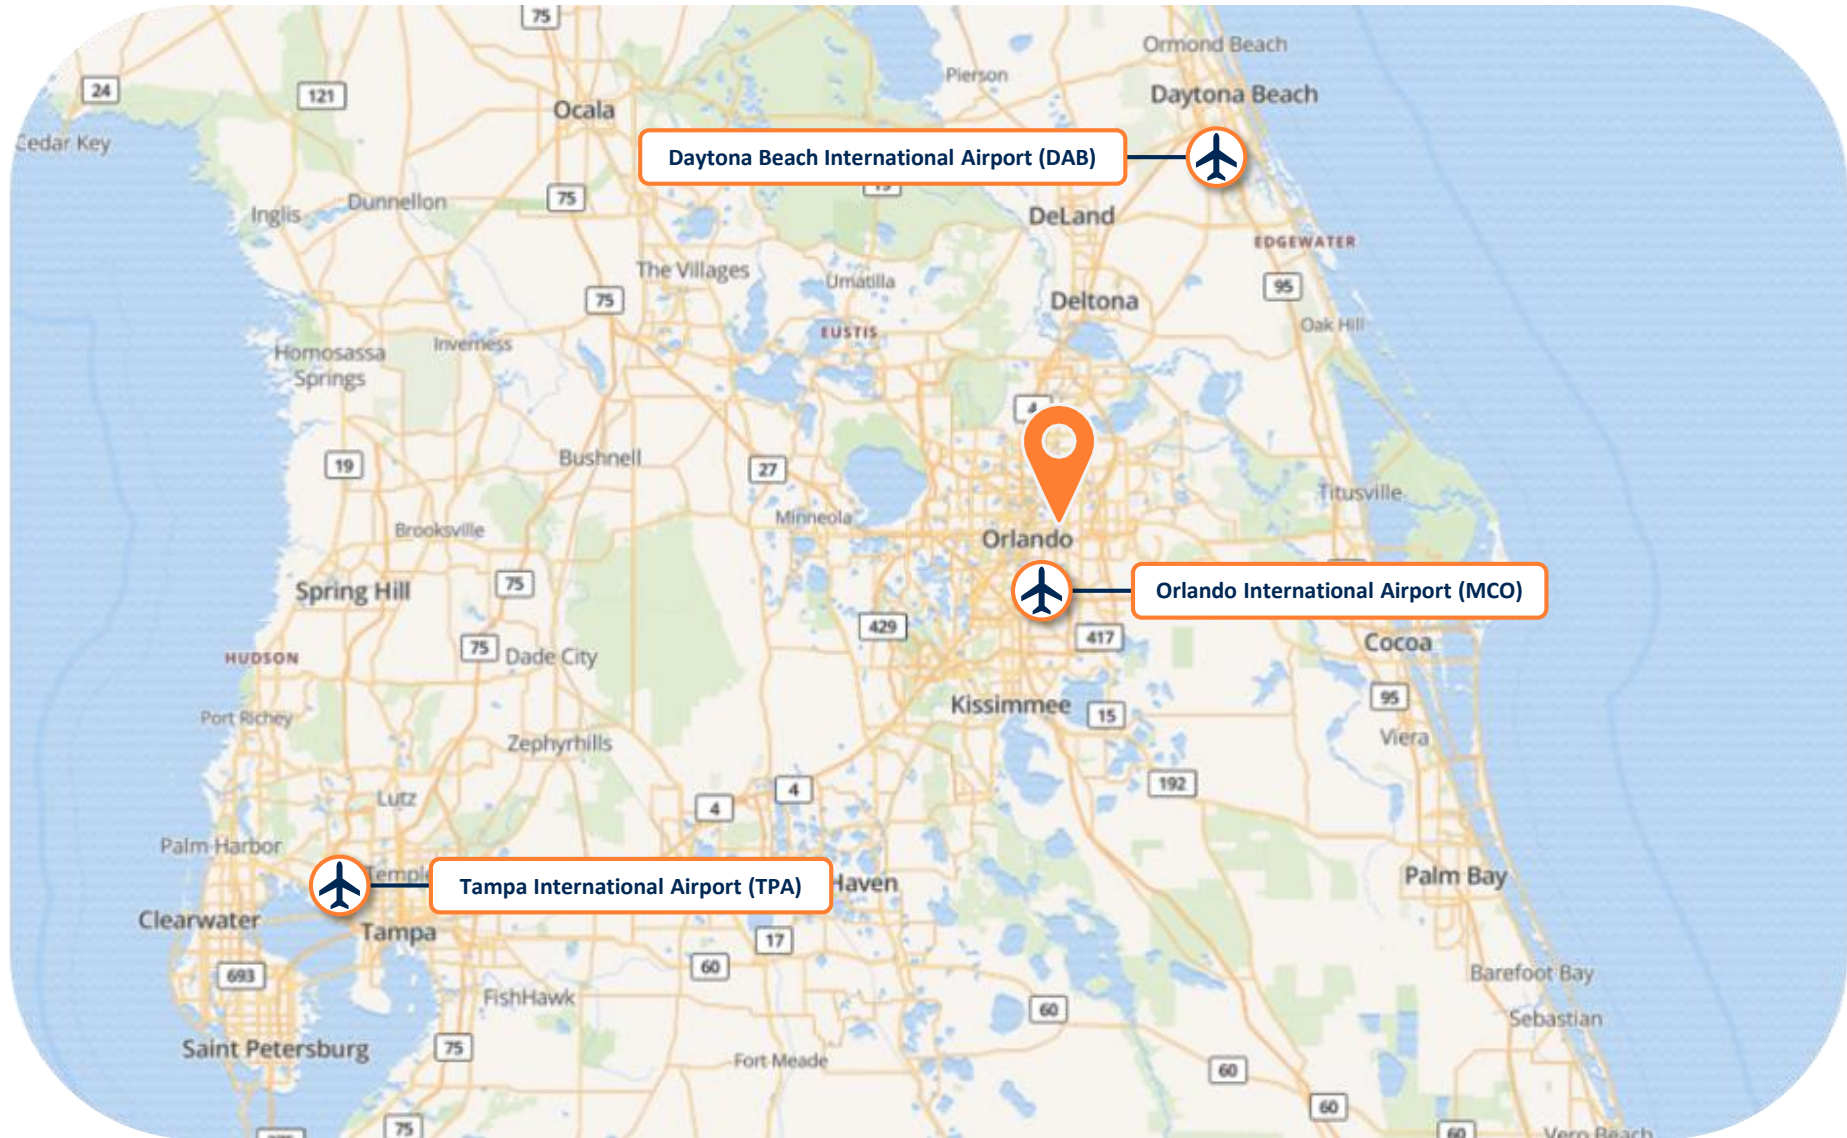 75
Ormond Beach
Pierson
24
121
Daytona Beach
Ocala
Cedar Key
Daytona Beach International Airport (DAB)
19
75
Dunnellon
Inglis
DeLand
EDGEWATER
The Villages
Umatilla
95
75
Deltona
Oak Hill
EUSTIS
Inverness
Homosassa
Springs
4
Bushnell
19
27
Titusville
Minneola
Brooksville
Orlando
75
Spring Hill
Orlando International Airport (MCO)
429
417
Cocoa
75
Dade City
HUDSON
95
Kissimmee
15
Port Richey
Viera
Zephyrhills
192
4
Lutz
4
Palm Harbor
Temple
Tampa International Airport (TPA)
Haven
Palm Bay
Clearwater
Tampa
17
60
693
Barefoot Bay
FishHawk
60
Sebastian
Saint Petersburg
75
Fort Meade
60
60
75
60
Vero Beach